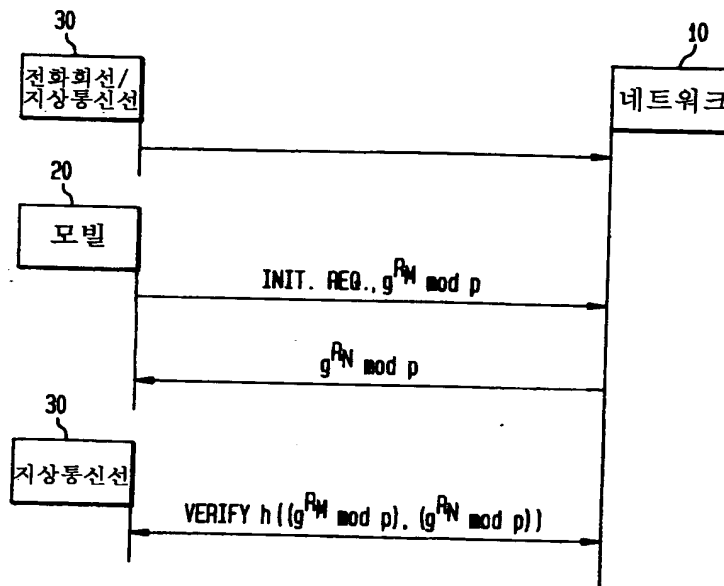 30
전화회선/
지상통신선
10
네트워크
20
모빌
INIT. REQ., g^RM mod p
g^RN mod p
30
지상통신선
VERIFY h((g^RM mod p), (g^RN mod p))